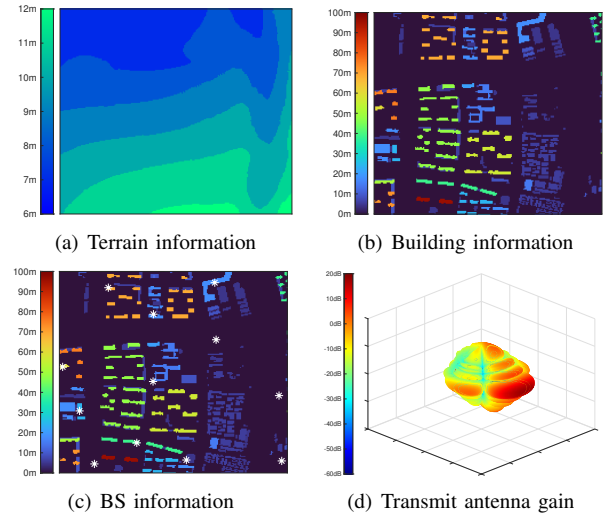 12m
11m
10m
9m
8m
7m
6m
(a) Terrain information
100m
90m
80m
70m
60m
50m
40m
30m
20m
10m
0m
(b) Building information
100m
90m
80m
70m
60m
50m
40m
30m
20m
10m
0m
(c) BS information
20dB
10dB
0dB
-10dB
-20dB
-30dB
-40dB
-50dB
-60dB
(d) Transmit antenna gain